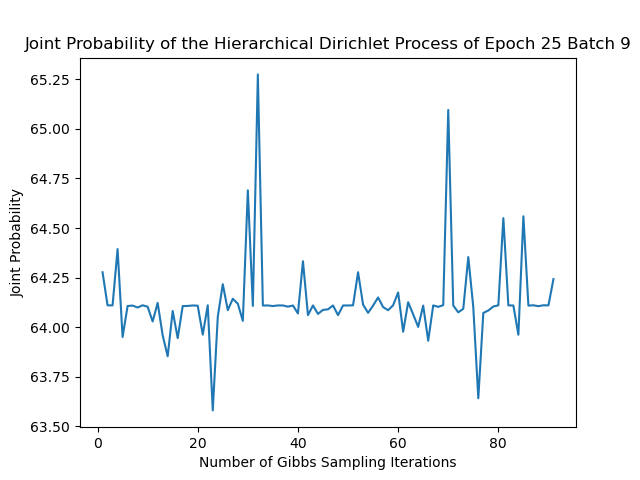 Joint Probability of the Hierarchical Dirichlet Process of Epoch 25 Batch 9
65.25
65.00
64.75
64.50
64.25
64.00
63.75
63.50
Joint Probability
0 20 40 60 80
Number of Gibbs Sampling Iterations